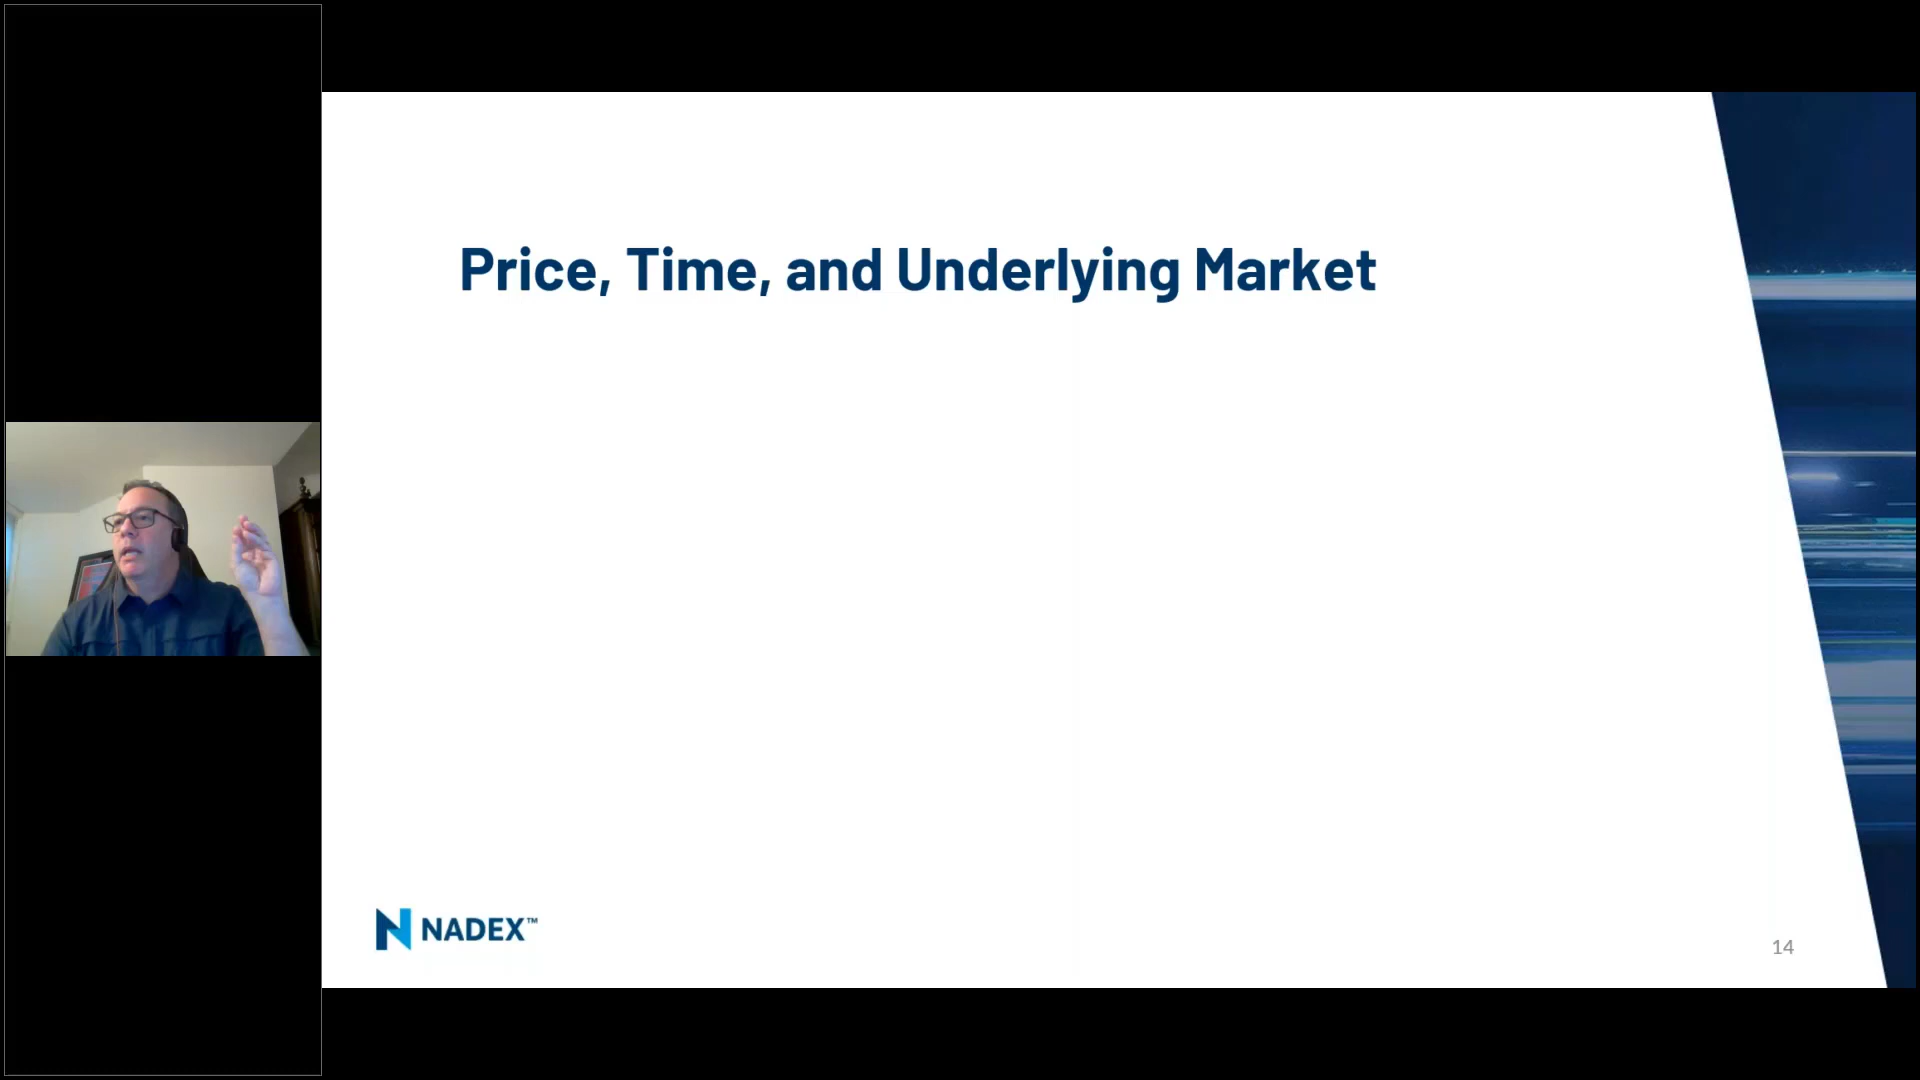 Price, Time, and Underlying Market
NADEX™
14